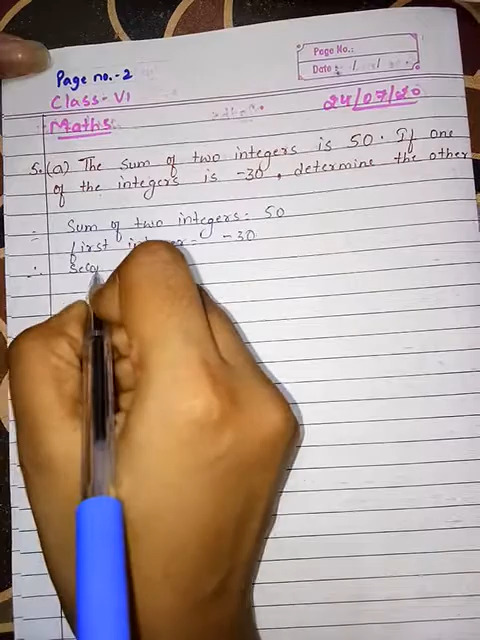 Page no.-2
Page No.:
Date: / /
Class-VI
24/07/20
Maths
5. (a) The sum of two integers is 50. If one
of the integers is -30, determine the other
= Sum of two integers: 50
first = -30
∴ Seco